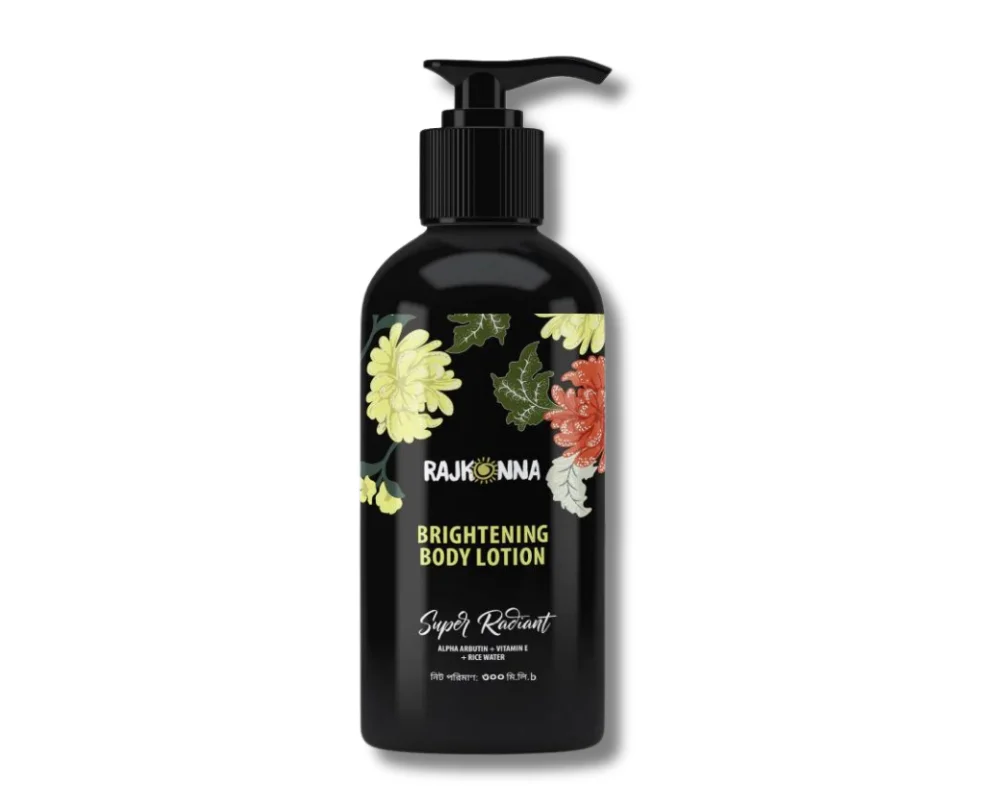 RAJKONNA
BRIGHTENING
BODY LOTION
Super Radiant
ALPHA ARBUTIN + VITAMIN E
+ RICE WATER
নিট পরিমাণ: ৩০০ মি.লি.b